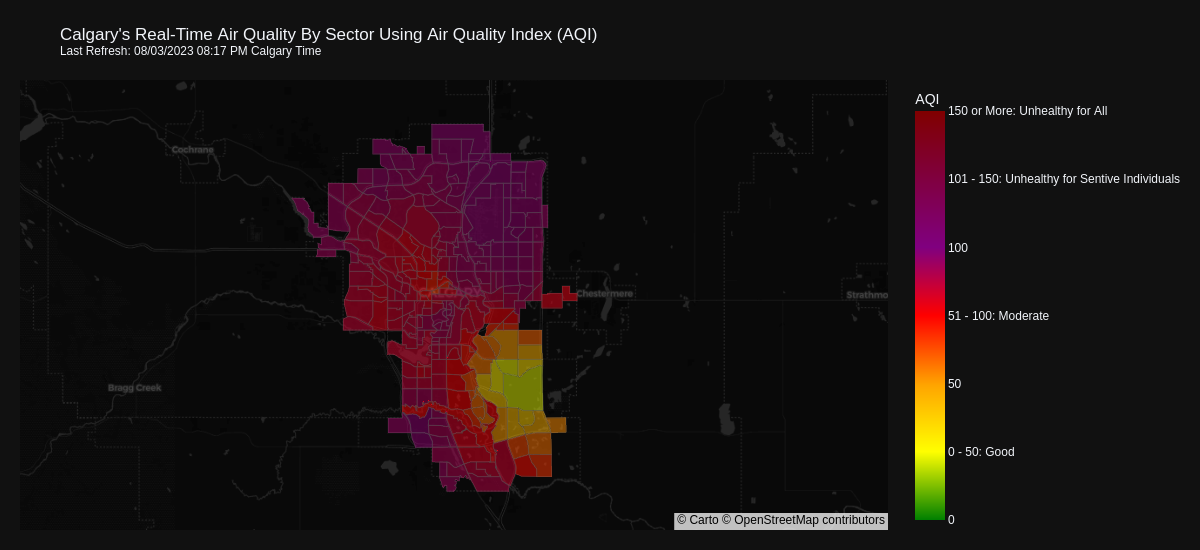 Calgary's Real-Time Air Quality By Sector Using Air Quality Index (AQI)
Last Refresh: 08/03/2023 08:17 PM Calgary Time
AQI
150 or More: Unhealthy for All
Cochrane
101 - 150: Unhealthy for Sentive Individuals
100
CALGARY
Chestermere
Strathmo
51 - 100: Moderate
Bragg Creek
50
0 - 50: Good
0
© Carto © OpenStreetMap contributors